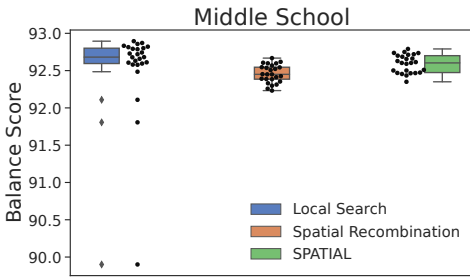 Middle School
Balance Score
93.0
92.5
92.0
91.5
91.0
90.5
90.0
Local Search
Spatial Recombination
SPATIAL